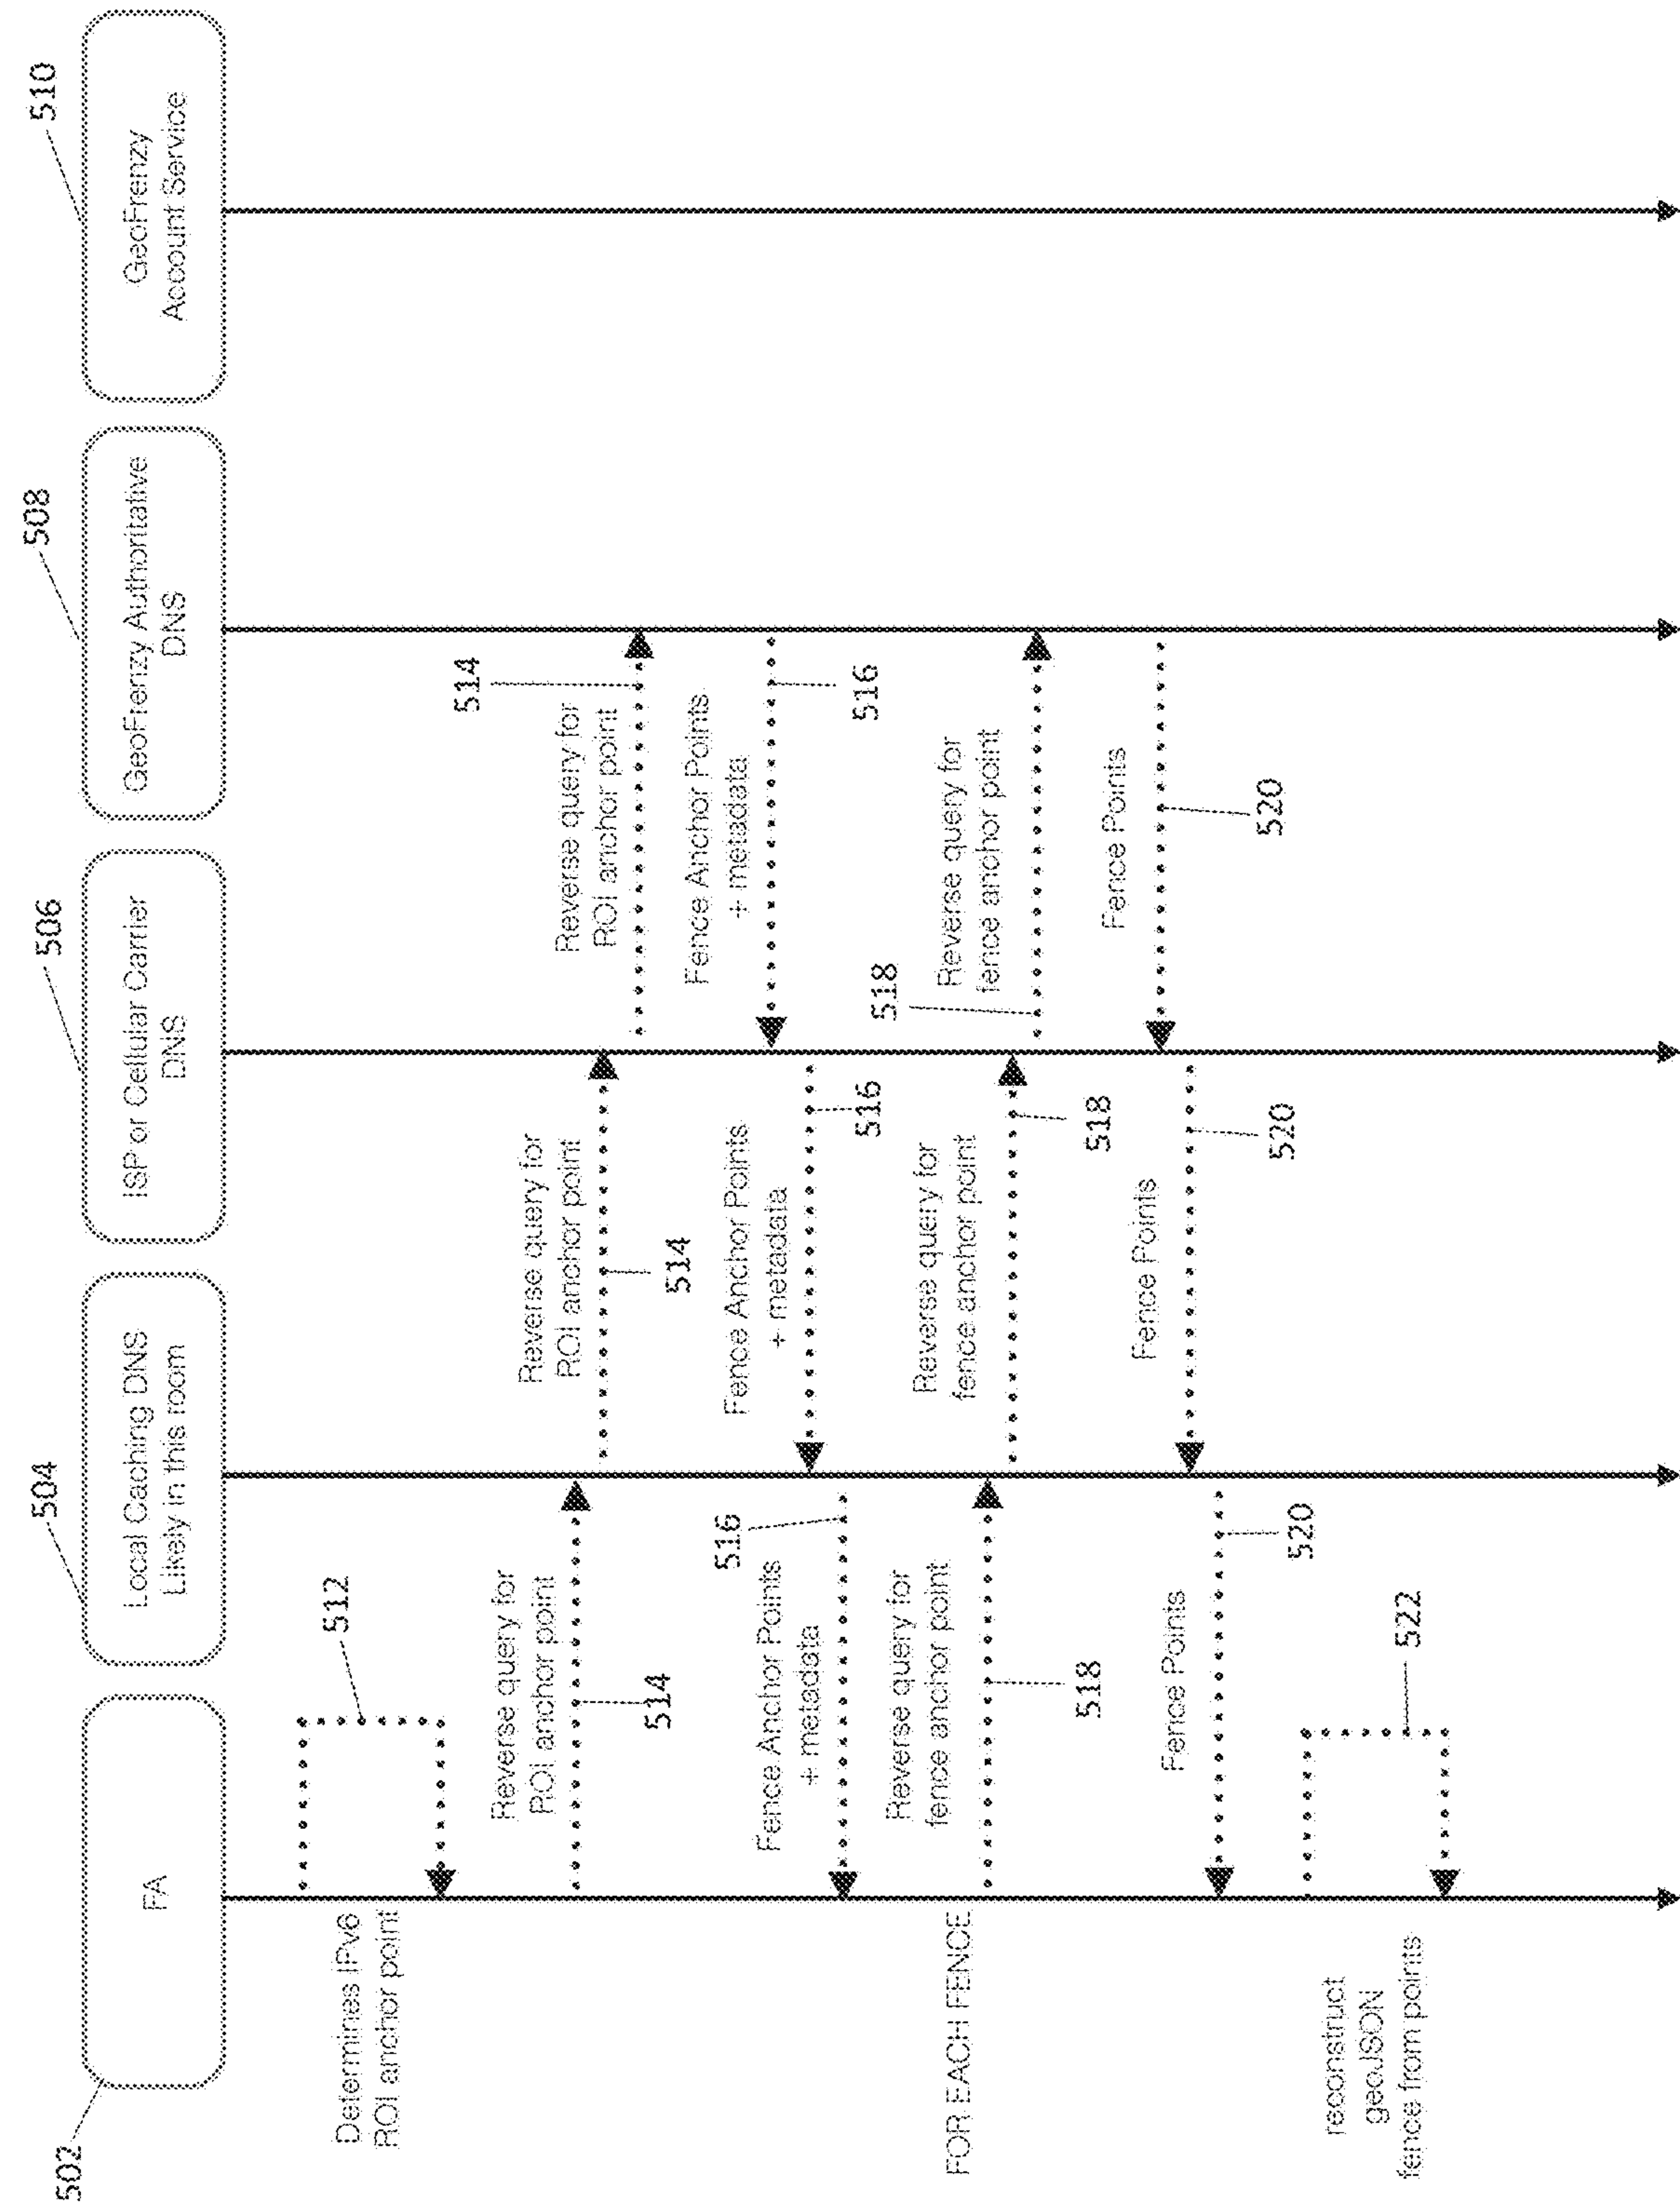 502
FA
504
Local Caching DNS
Likely in this room
506
ISP or Cellular Carrier
DNS
508
GeoFrenzy Authoritative
DNS
510
GeoFrenzy
Account Service
Determines IPv6
ROI anchor point
512
Reverse query for
ROI anchor point
514
Reverse query for
ROI anchor point
514
Reverse query for
ROI anchor point
514
Fence Anchor Points
+ metadata
516
Fence Anchor Points
+ metadata
516
Fence Anchor Points
+ metadata
516
FOR EACH FENCE
Reverse query for
fence anchor point
518
Reverse query for
fence anchor point
518
Reverse query for
fence anchor point
518
Fence Points
520
Fence Points
520
Fence Points
520
reconstruct
geoJSON
fence from points
522